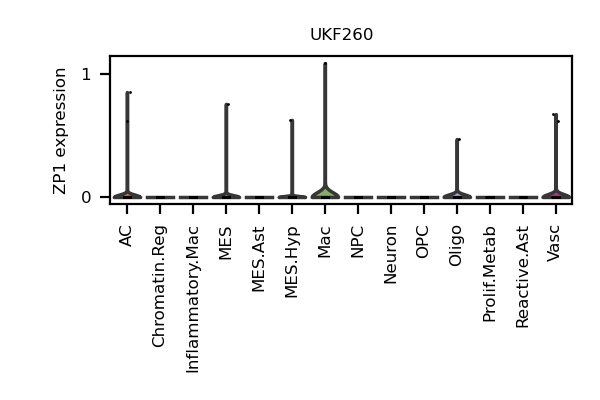 UKF260
ZP1 expression
1
0
AC
Chromatin.Reg
Inflammatory.Mac
MES
MES.Ast
MES.Hyp
Mac
NPC
Neuron
OPC
Oligo
Prolif.Metab
Reactive.Ast
Vasc